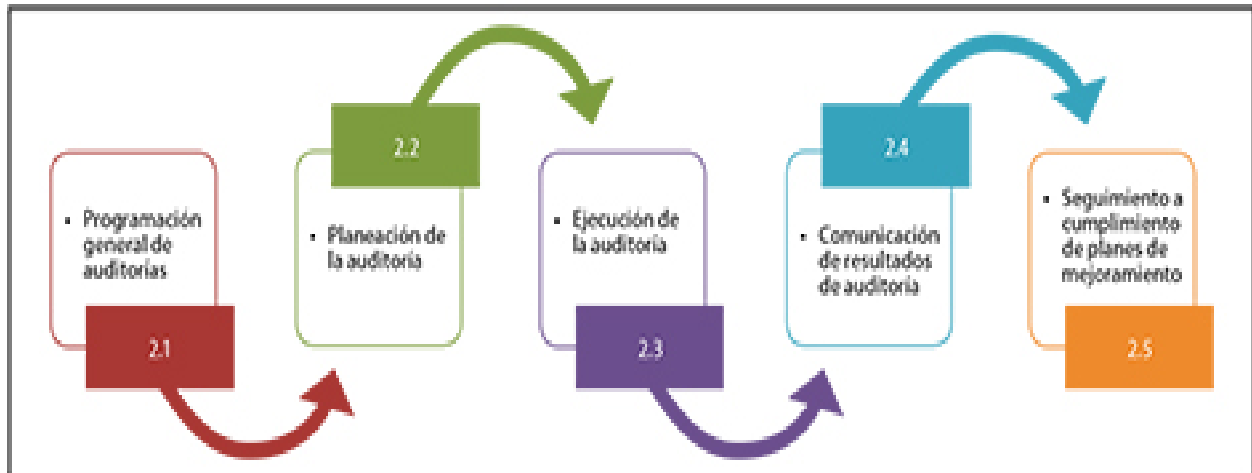 2.1
• Programación
general de
auditorías
2.2
• Planeación de
la auditoría
2.3
• Ejecución de
la auditoría
2.4
• Comunicación
de resultados
de auditoría
2.5
• Seguimiento a
cumplimiento
de planes de
mejoramiento